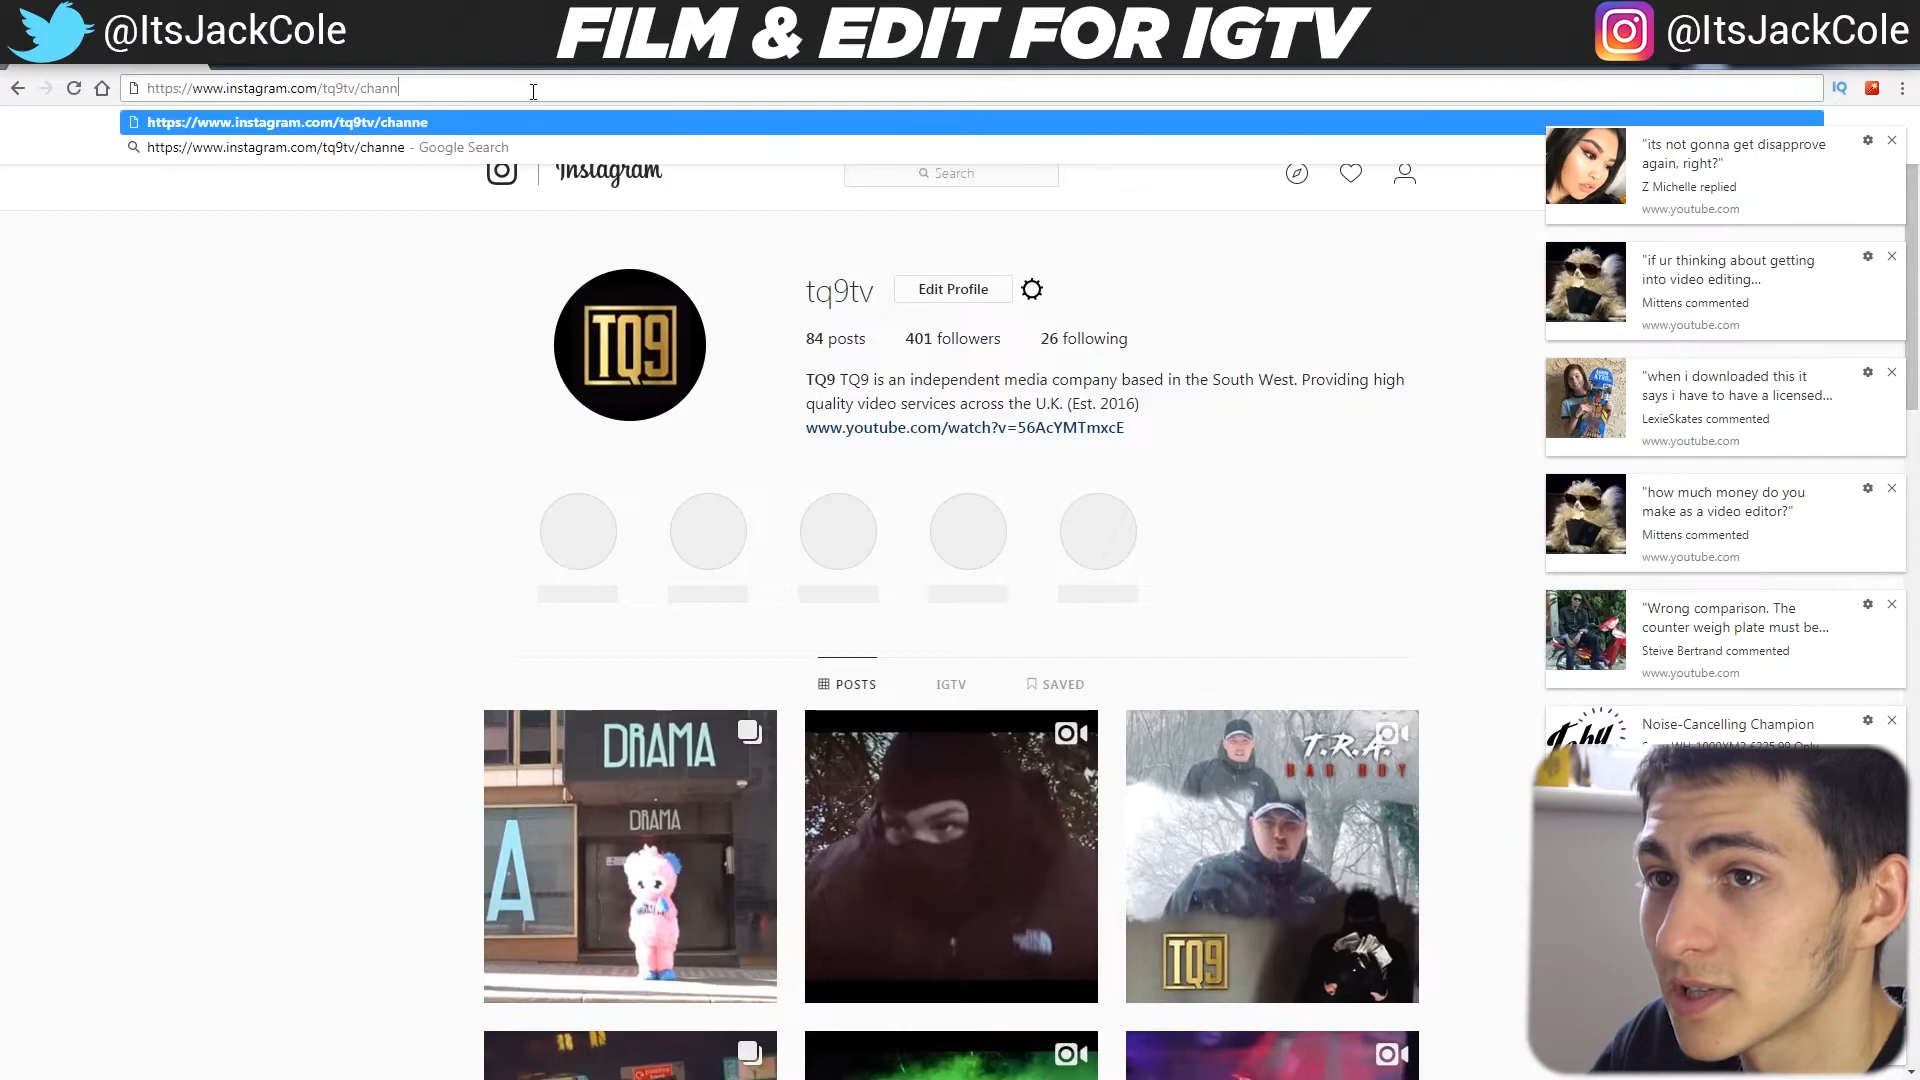 @ItsJackCole
FILM & EDIT FOR IGTV
@ItsJackCole
https://www.instagram.com/tq9tv/chann
IQ
https://www.instagram.com/tq9tv/channe
https://www.instagram.com/tq9tv/channe - Google Search
Instagram
Search
tq9tv
Edit Profile
84 posts
401 followers
26 following
TQ9 TQ9 is an independent media company based in the South West. Providing high
quality video services across the U.K. (Est. 2016)
www.youtube.com/watch?v=56AcYMTmxcE
TQ9
POSTS
IGTV
SAVED
DRAMA
DRAMA
A
T.R.A.
BAD BOY
TQ9
"its not gonna get disapprove
again, right?"
Z Michelle replied
www.youtube.com
"if ur thinking about getting
into video editing...
Mittens commented
www.youtube.com
"when i downloaded this it
says i have to have a licensed...
LexieSkates commented
www.youtube.com
"how much money do you
make as a video editor?"
Mittens commented
www.youtube.com
"Wrong comparison. The
counter weigh plate must be...
Steive Bertrand commented
www.youtube.com
Noise-Cancelling Champion